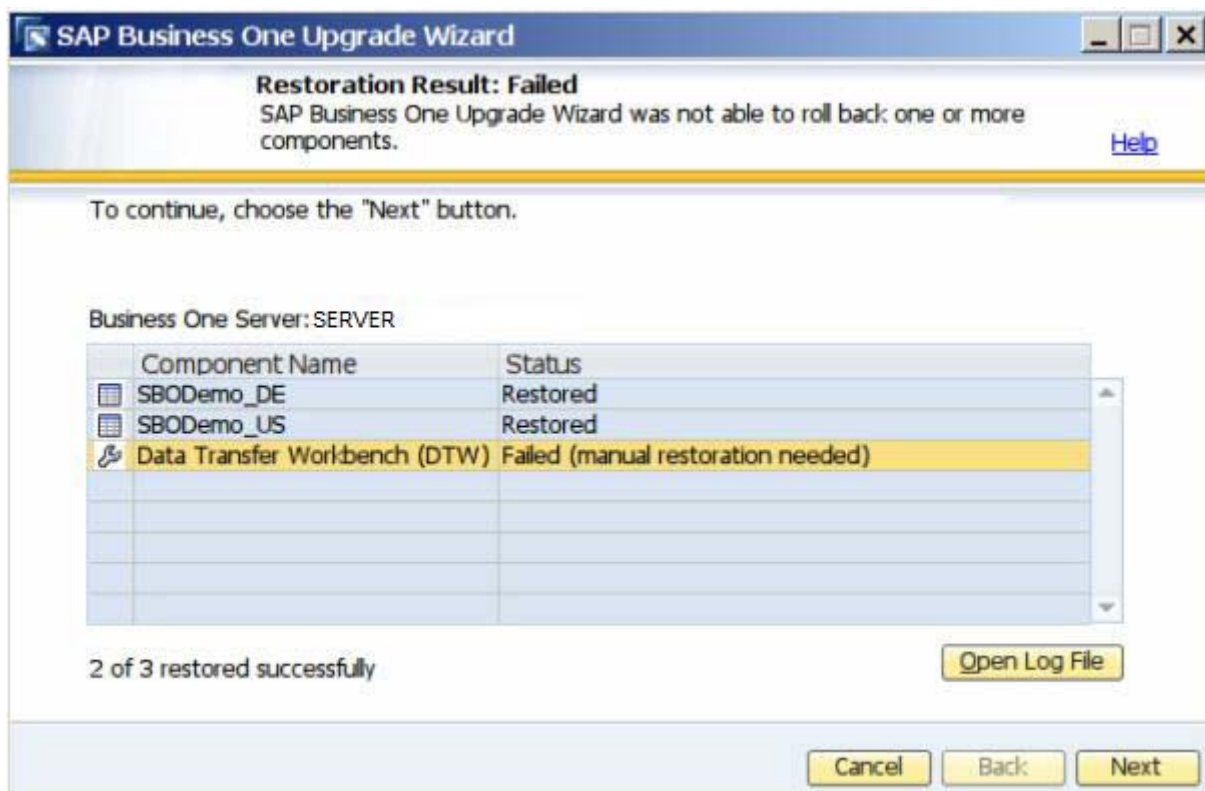 SAP Business One Upgrade Wizard
Restoration Result: Failed
SAP Business One Upgrade Wizard was not able to roll back one or more
components.
Help
To continue, choose the "Next" button.
Business One Server: SERVER
Component Name Status
SBODemo_DE Restored
SBODemo_US Restored
Data Transfer Workbench (DTW) Failed (manual restoration needed)
2 of 3 restored successfully
Open Log File
Cancel Back Next